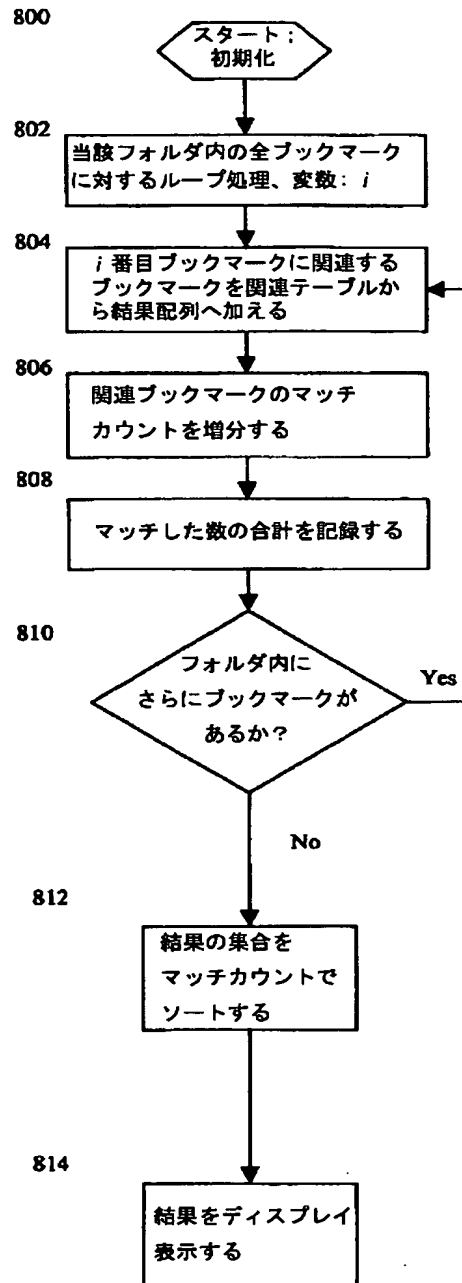 800
スタート：
初期化
802
当該フォルダ内の全ブックマーク
に対するループ処理、変数: i
804
i 番目ブックマークに関連する
ブックマークを関連テーブルか
ら結果配列へ加える
806
関連ブックマークのマッチ
カウントを増分する
808
マッチした数の合計を記録する
810
フォルダ内に
さらにブックマークが
あるか？
Yes
No
812
結果の集合を
マッチカウントで
ソートする
814
結果をディスプレイ
表示する